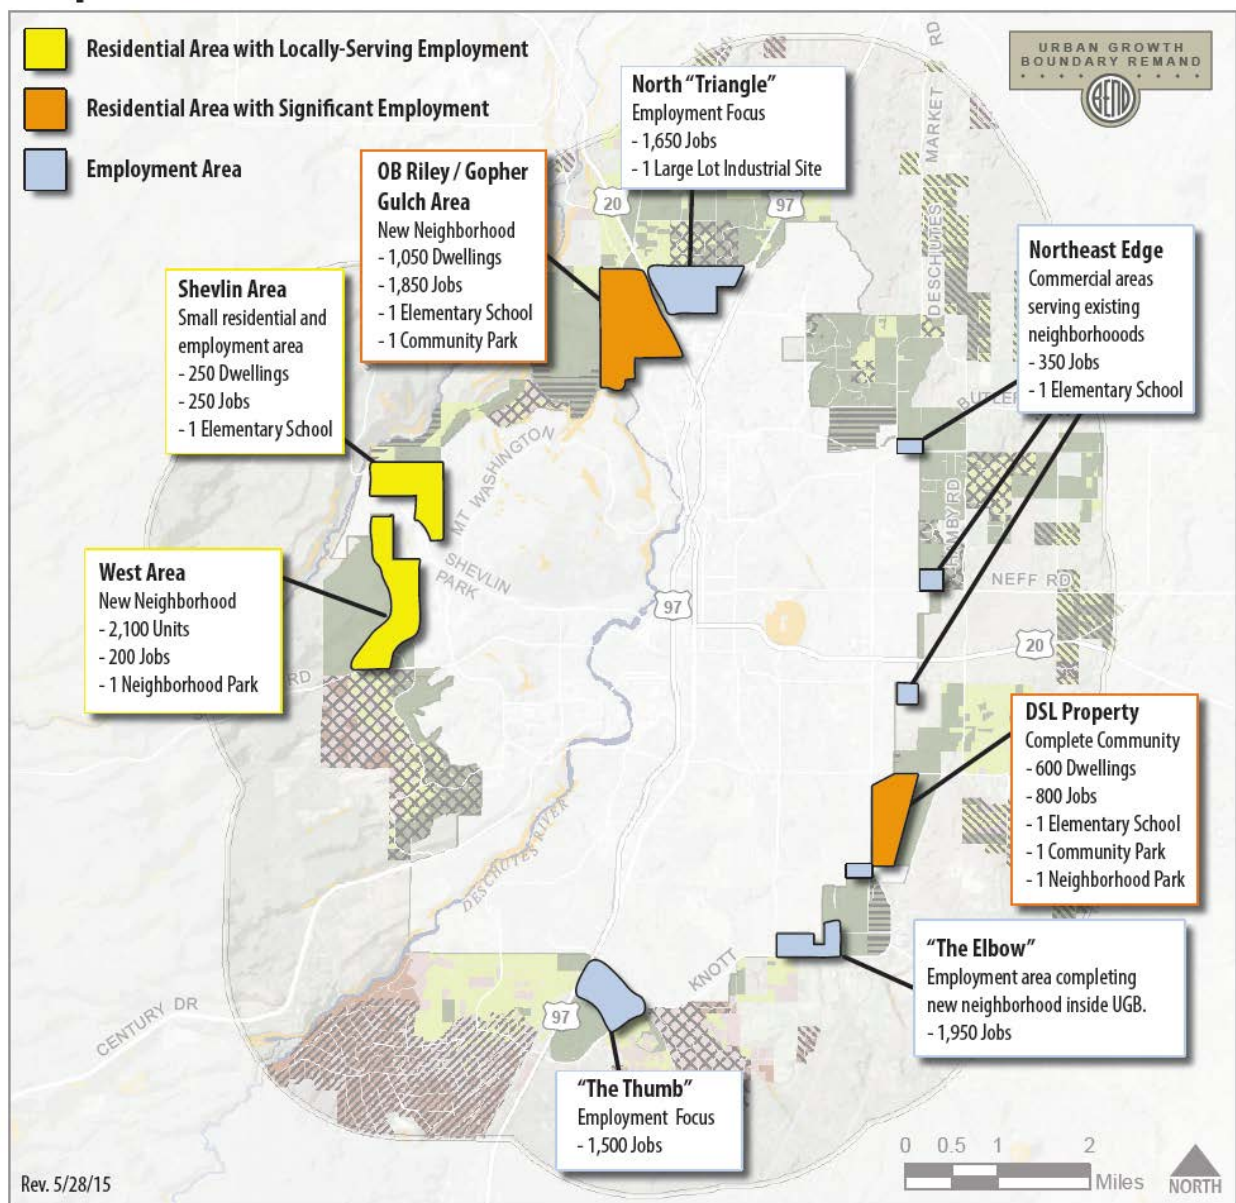 Residential Area with Locally-Serving Employment
Residential Area with Significant Employment
Employment Area
URBAN GROWTH
BOUNDARY REMAND
BEND
North “Triangle”
Employment Focus
- 1,650 Jobs
- 1 Large Lot Industrial Site
OB Riley / Gopher
Gulch Area
New Neighborhood
- 1,050 Dwellings
- 1,850 Jobs
- 1 Elementary School
- 1 Community Park
Shevlin Area
Small residential and
employment area
- 250 Dwellings
- 250 Jobs
- 1 Elementary School
West Area
New Neighborhood
- 2,100 Units
- 200 Jobs
- 1 Neighborhood Park
Northeast Edge
Commercial areas
serving existing
neighborhooods
- 350 Jobs
- 1 Elementary School
DSL Property
Complete Community
- 600 Dwellings
- 800 Jobs
- 1 Elementary School
- 1 Community Park
- 1 Neighborhood Park
“The Elbow”
Employment area completing
new neighborhood inside UGB.
- 1,950 Jobs
“The Thumb”
Employment Focus
- 1,500 Jobs
20
97
DESCHUTES MARKET RD
BUTLER
RD
NEFF RD
20
97
MT WASHINGTON
SHEVLIN
PARK
RD
DESCHUTES RIVER
KNOTT
CENTURY DR
97
0 0.5 1 2
Miles
NORTH
Rev. 5/28/15